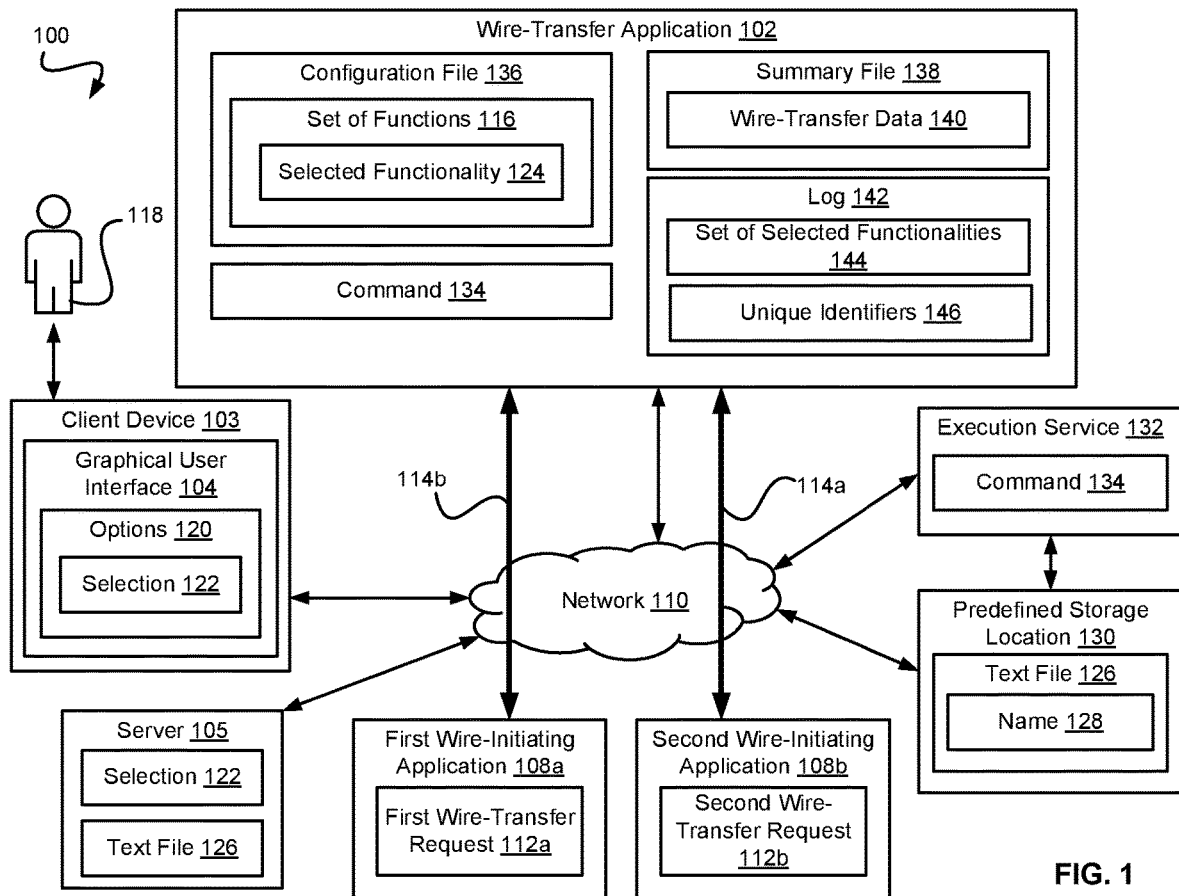 100
Wire-Transfer Application 102
Configuration File 136
Set of Functions 116
Selected Functionality 124
Command 134
Summary File 138
Wire-Transfer Data 140
Log 142
Set of Selected Functionalities
144
Unique Identifiers 146
118
Client Device 103
Graphical User
Interface 104
Options 120
Selection 122
114b
114a
Execution Service 132
Command 134
Network 110
Predefined Storage
Location 130
Text File 126
Name 128
Server 105
Selection 122
Text File 126
First Wire-Initiating
Application 108a
First Wire-Transfer
Request 112a
Second Wire-Initiating
Application 108b
Second Wire-
Transfer Request
112b
FIG. 1